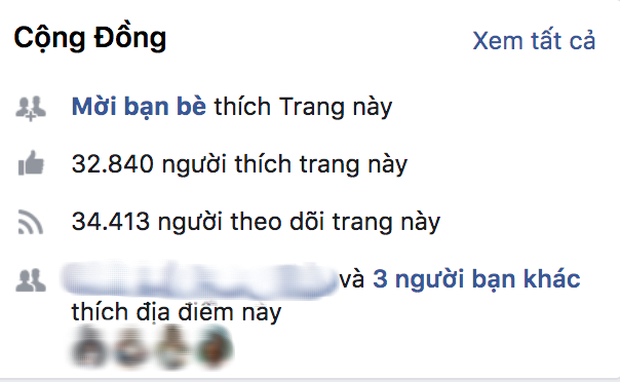 Cộng Đồng
Xem tất cả
Mời bạn bè thích Trang này
32.840 người thích trang này
34.413 người theo dõi trang này
và 3 người bạn khác
thích địa điểm này